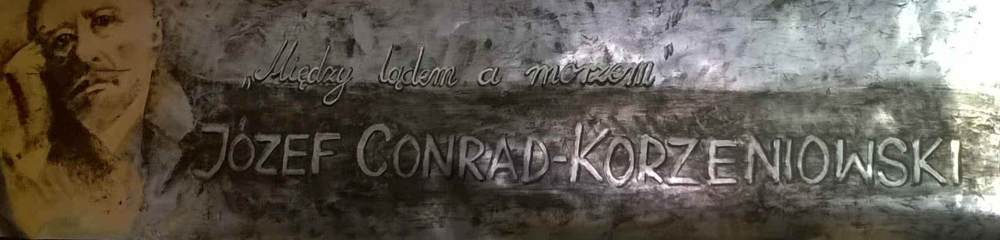 „Między lądem a morzem”
JÓZEF CONRAD-KORZENIOWSKI